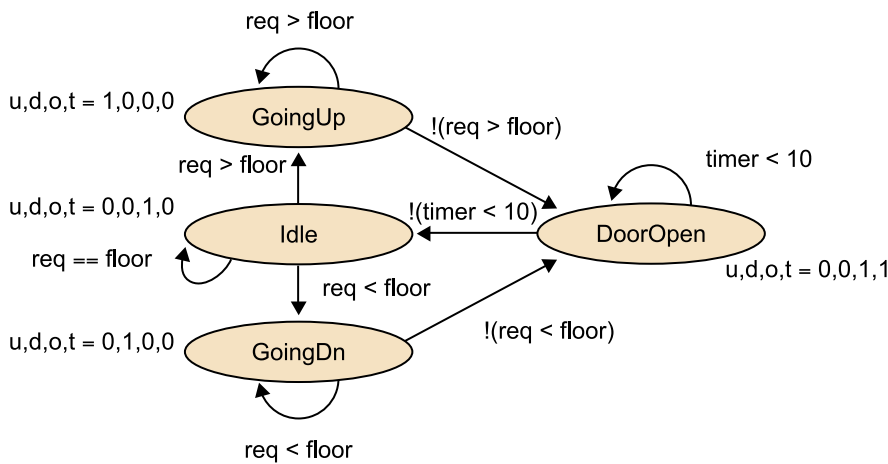 req > floor
u,d,o,t = 1,0,0,0
GoingUp
!(req > floor)
req > floor
timer < 10
u,d,o,t = 0,0,1,0
Idle
!(timer < 10)
DoorOpen
req == floor
u,d,o,t = 0,0,1,1
req < floor
!(req < floor)
u,d,o,t = 0,1,0,0
GoingDn
req < floor